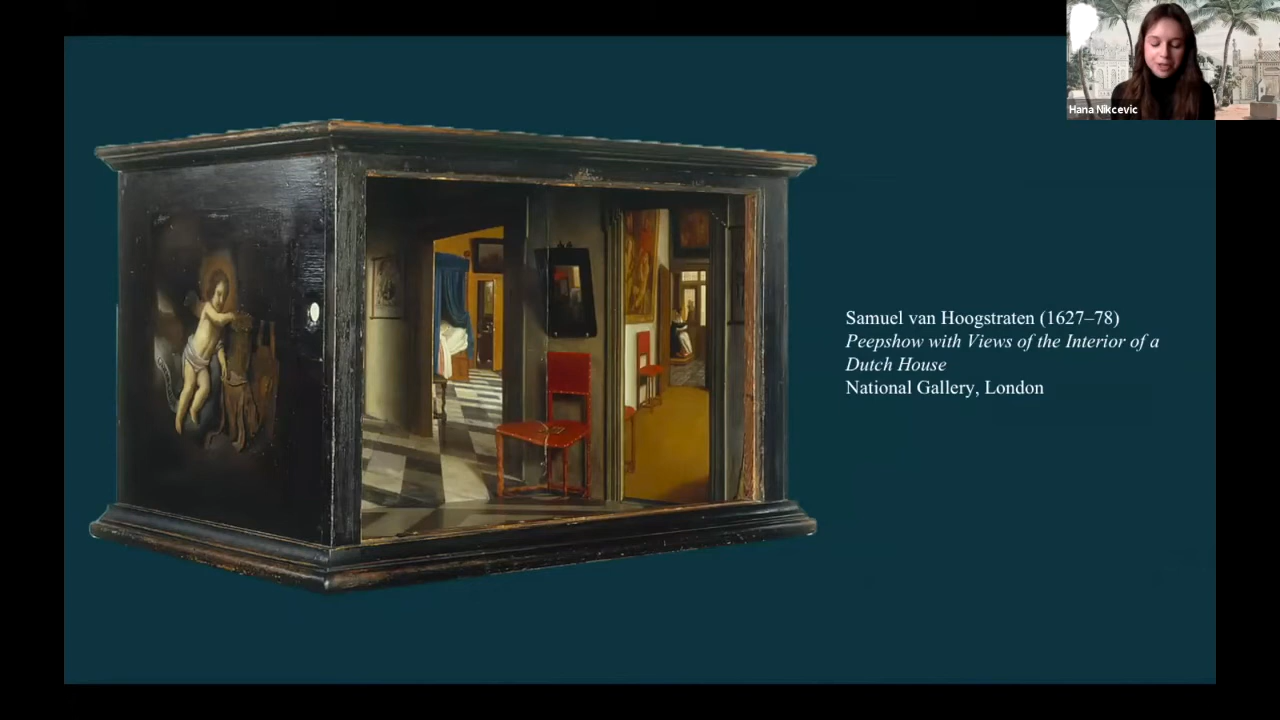 Hana Nikcevic
Samuel van Hoogstraten (1627–78)
Peepshow with Views of the Interior of a
Dutch House
National Gallery, London